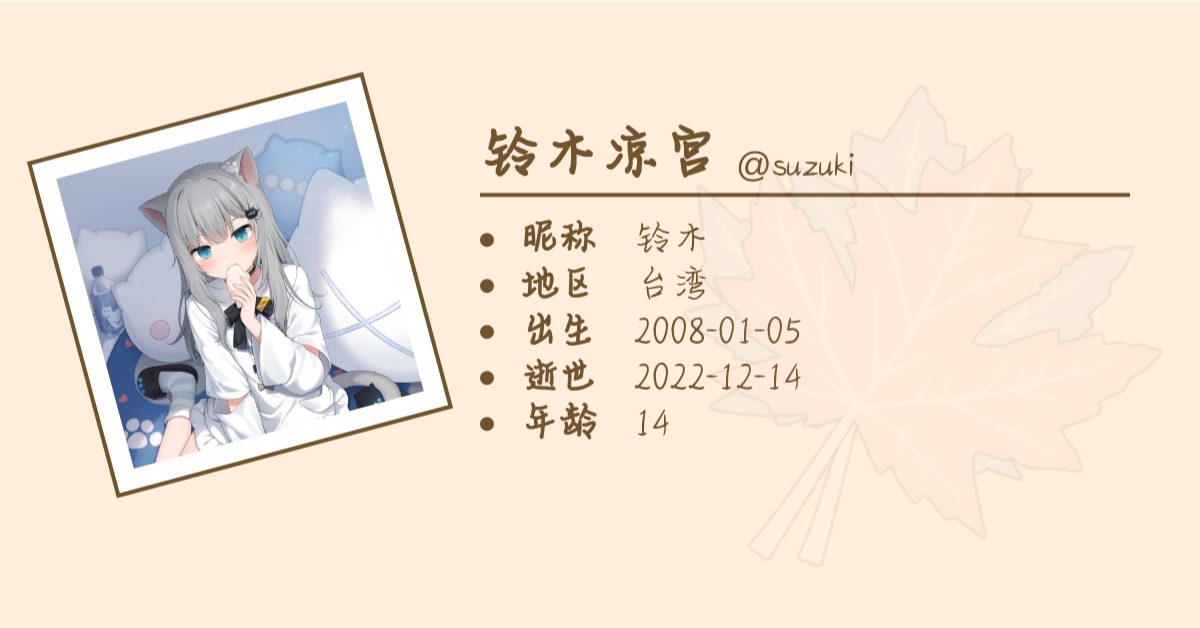 铃木凉宫 @suzuki
昵称 铃木
地区 台湾
出生 2008-01-05
逝世 2022-12-14
年龄 14